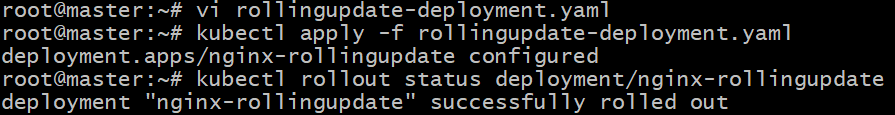 root@master:~# vi rollingupdate-deployment.yaml
root@master:~# kubectl apply -f rollingupdate-deployment.yaml
deployment.apps/nginx-rollingupdate configured
root@master:~# kubectl rollout status deployment/nginx-rollingupdate
deployment "nginx-rollingupdate" successfully rolled out